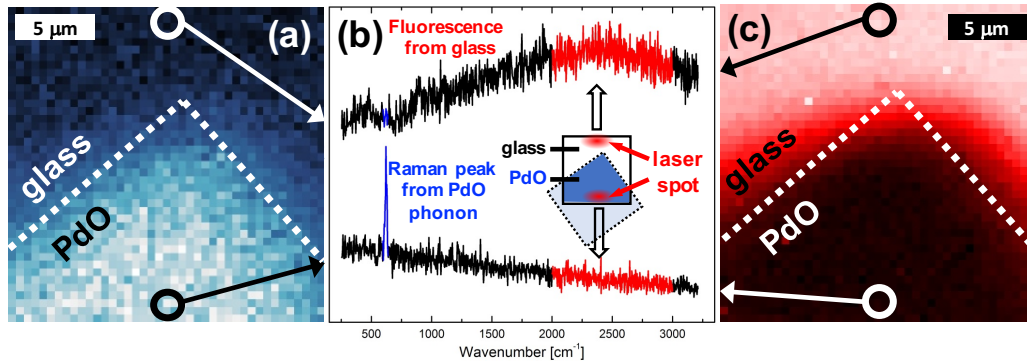 5 µm
(a)
glass
PdO
(b)
Fluorescence
from glass
Raman peak
from PdO
phonon
glass
PdO
laser
spot
500 1000 1500 2000 2500 3000
Wavenumber [cm⁻¹]
(c)
5 µm
glass
PdO